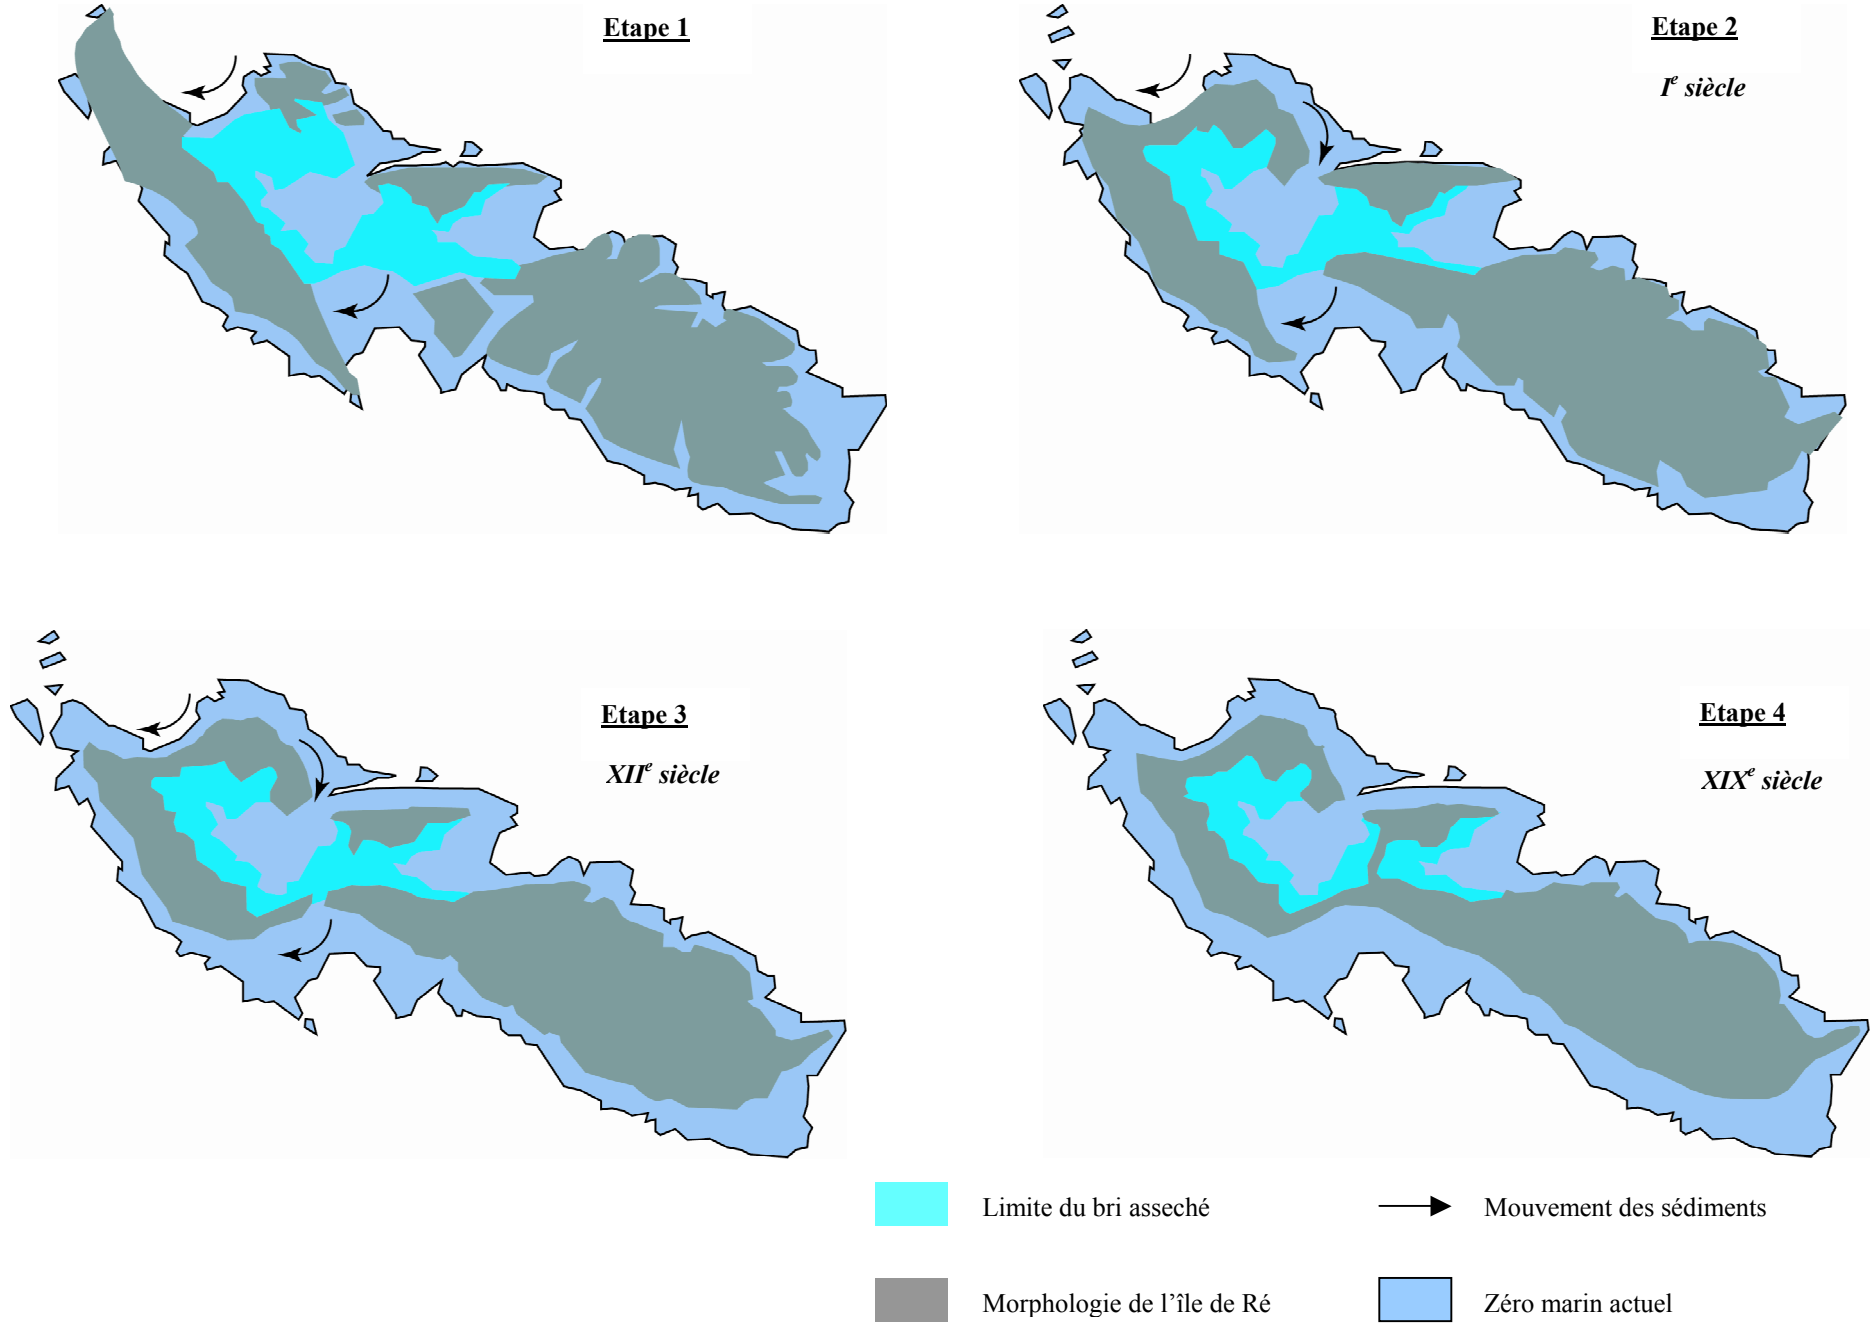 Etape 1
Etape 2
Iᵉ siècle
Etape 3
XIIᵉ siècle
Etape 4
XIXᵉ siècle
Limite du bri asseché
Mouvement des sédiments
Morphologie de l’île de Ré
Zéro marin actuel